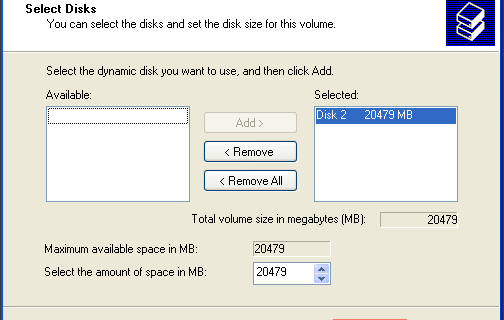 Select Disks
You can select the disks and set the disk size for this volume.
Select the dynamic disk you want to use, and then click Add.
Available:
Selected:
Disk 2 20479 MB
Add >
< Remove
< Remove All
Total volume size in megabytes (MB): 20479
Maximum available space in MB: 20479
Select the amount of space in MB: 20479